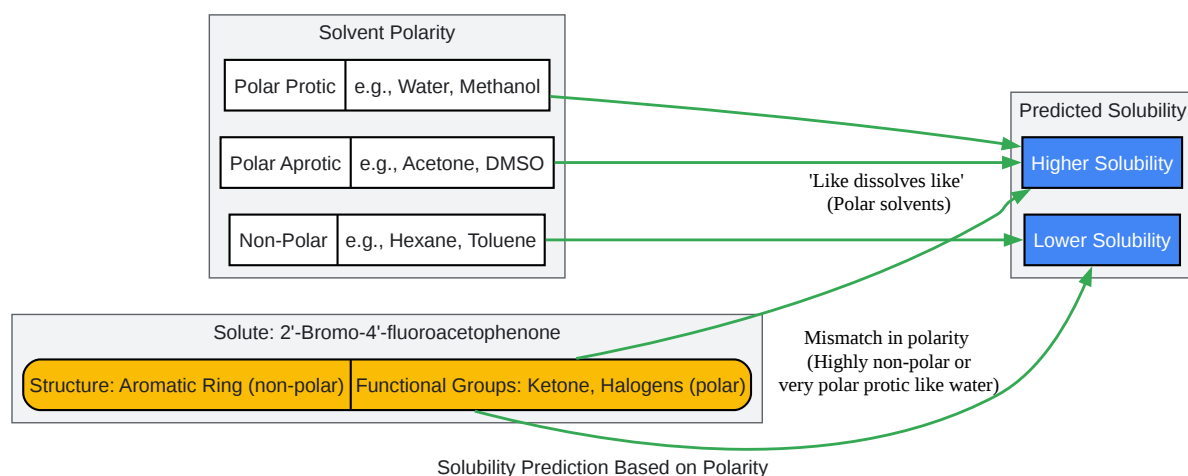 Solvent Polarity
Polar Protic e.g., Water, Methanol
Polar Aprotic e.g., Acetone, DMSO
Non-Polar e.g., Hexane, Toluene
Predicted Solubility
Higher Solubility
Lower Solubility
'Like dissolves like'
(Polar solvents)
Solute: 2'-Bromo-4'-fluoroacetophenone
Structure: Aromatic Ring (non-polar) Functional Groups: Ketone, Halogens (polar)
Mismatch in polarity
(Highly non-polar or
very polar protic like water)
Solubility Prediction Based on Polarity